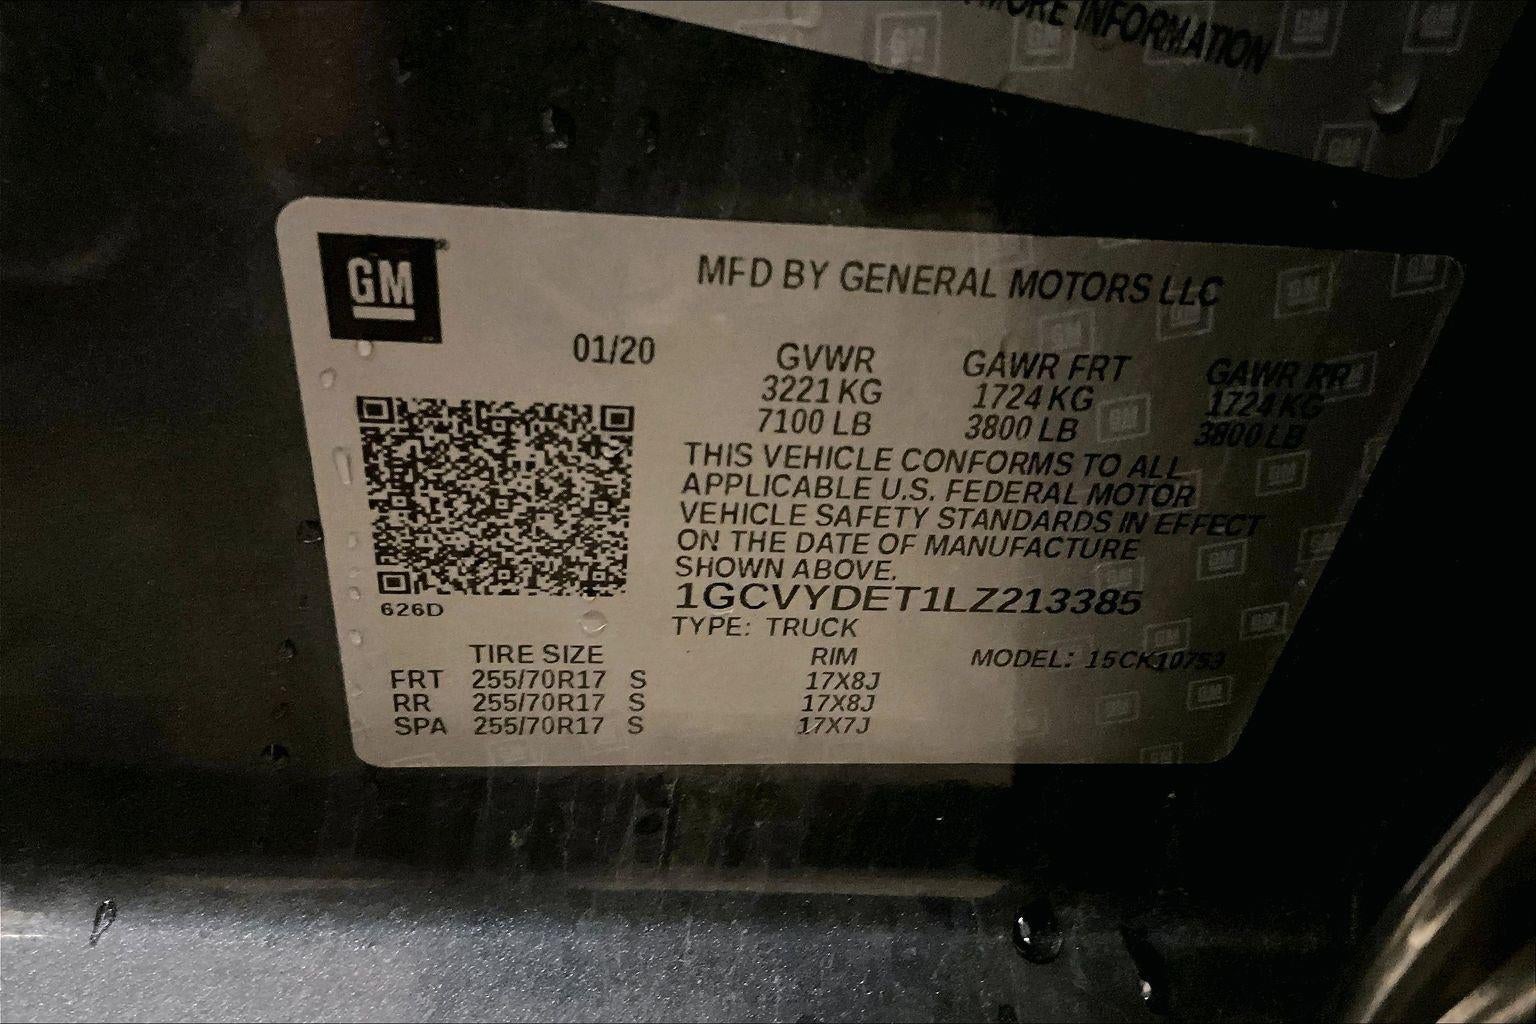 MORE INFORMATION
GM
MFD BY GENERAL MOTORS LLC
01/20 GVWR GAWR FRT GAWR RR
3221 KG 1724 KG 1724 KG
7100 LB 3800 LB 3800 LB
THIS VEHICLE CONFORMS TO ALL
APPLICABLE U.S. FEDERAL MOTOR
VEHICLE SAFETY STANDARDS IN EFFECT
ON THE DATE OF MANUFACTURE
SHOWN ABOVE.
1GCVYDET1LZ213385
626D
TYPE: TRUCK
TIRE SIZE RIM MODEL: 15CK10753
FRT 255/70R17 S 17X8J
RR 255/70R17 S 17X8J
SPA 255/70R17 S 17X7J